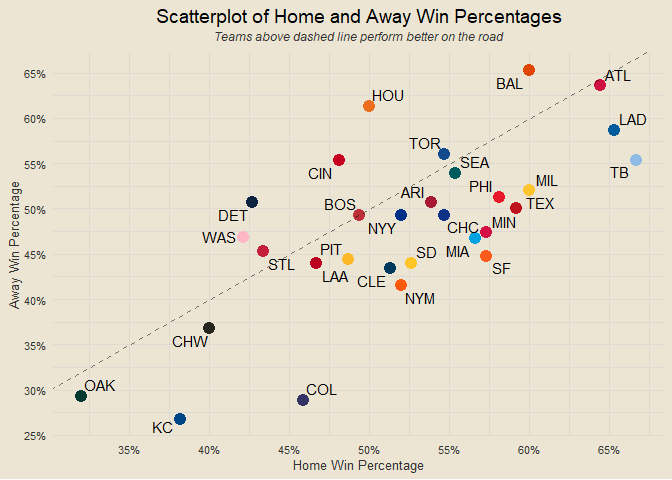 Scatterplot of Home and Away Win Percentages
Teams above dashed line perform better on the road
Away Win Percentage
65%
60%
55%
50%
45%
40%
35%
30%
25%
BAL
ATL
HOU
LAD
TOR
SEA
CIN
TB
PHI
MIL
ARI
BOS
DET
TEX
NYY
CHC
MIN
WAS
MIA
PIT
SD
STL
LAA
CLE
SF
NYM
CHW
OAK
COL
KC
35%
40%
45%
50%
55%
60%
65%
Home Win Percentage